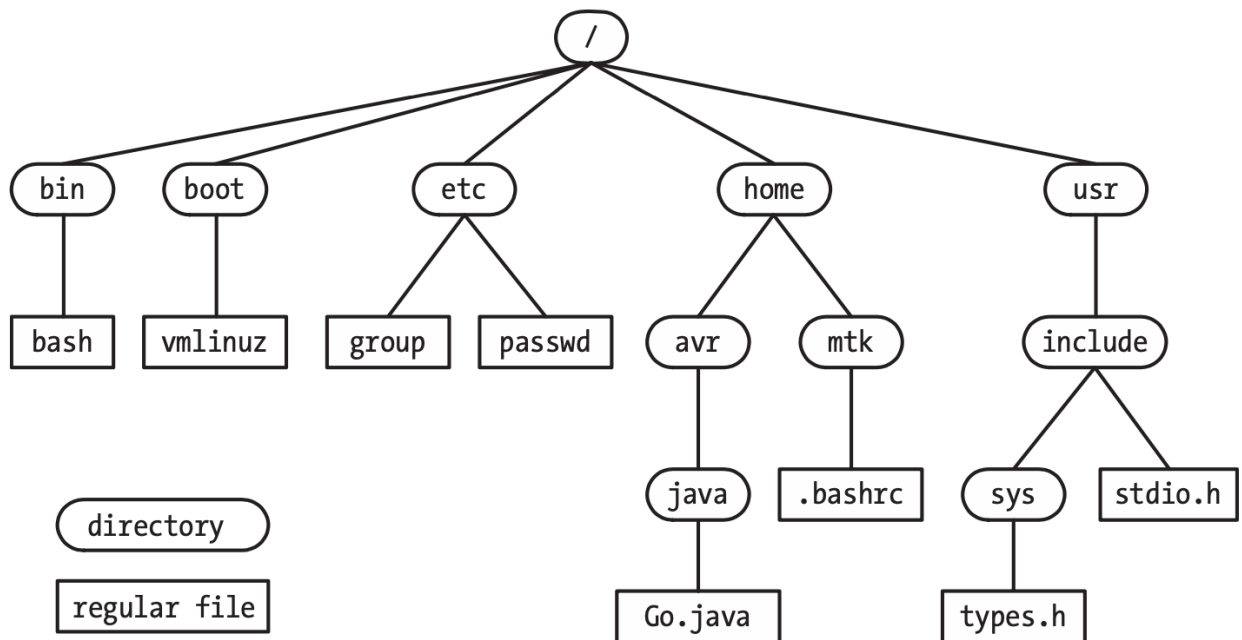 /
bin
boot
etc
home
usr
bash
vmlinuz
group
passwd
avr
mtk
include
java
.bashrc
sys
stdio.h
directory
regular file
Go.java
types.h